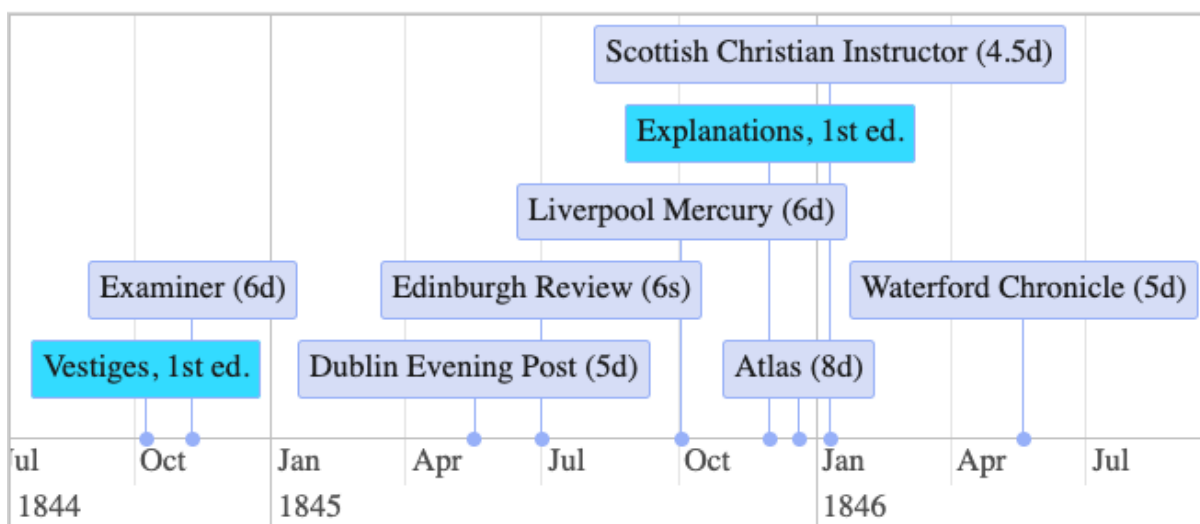 Scottish Christian Instructor (4.5d)
Explanations, 1st ed.
Liverpool Mercury (6d)
Examiner (6d)
Edinburgh Review (6s)
Waterford Chronicle (5d)
Vestiges, 1st ed.
Dublin Evening Post (5d)
Atlas (8d)
Jul Oct Jan Apr Jul Oct Jan Apr Jul
1844 1845 1846